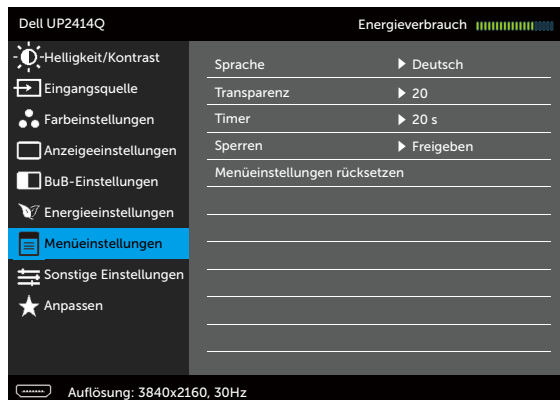 Dell UP2414Q Energieverbrauch
Helligkeit/Kontrast
Eingangsquelle
Farbeinstellungen
Anzeigeeinstellungen
BuB-Einstellungen
Energieeinstellungen
Menüeinstellungen
Sonstige Einstellungen
Anpassen
Sprache Deutsch
Transparenz 20
Timer 20 s
Sperren Freigeben
Menüeinstellungen rücksetzen
Auflösung: 3840x2160, 30Hz